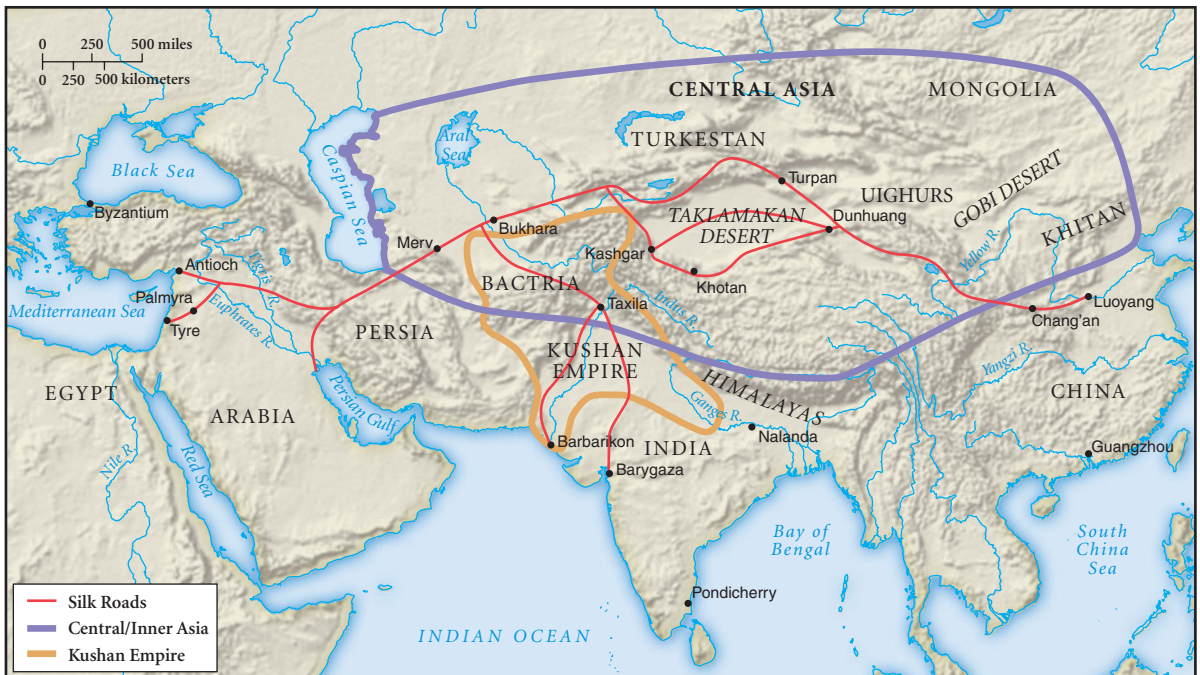 0 250 500 miles
0 250 500 kilometers
CENTRAL ASIA
MONGOLIA
TURKESTAN
Aral
Sea
Black Sea
Caspian Sea
Byzantium
Turpan
UIGHURS
GOBI DESERT
TAKLAMAKAN
DESERT
Dunhuang
KHITAN
Bukhara
Merv
Kashgar
Yellow R.
Antioch
Tigris R.
BACTRIA
Khotan
Palmyra
Mediterranean Sea
Euphrates R.
Tyre
Taxila
Indus R.
Luoyang
Chang'an
PERSIA
KUSHAN
EMPIRE
Yangzi R.
HIMALAYAS
EGYPT
Persian Gulf
CHINA
ARABIA
Ganges R.
Nalanda
Barbarikon
INDIA
Guangzhou
Nile R.
Red Sea
Barygaza
Bay of
Bengal
South
China
Sea
Pondicherry
INDIAN OCEAN
Silk Roads
Central/Inner Asia
Kushan Empire